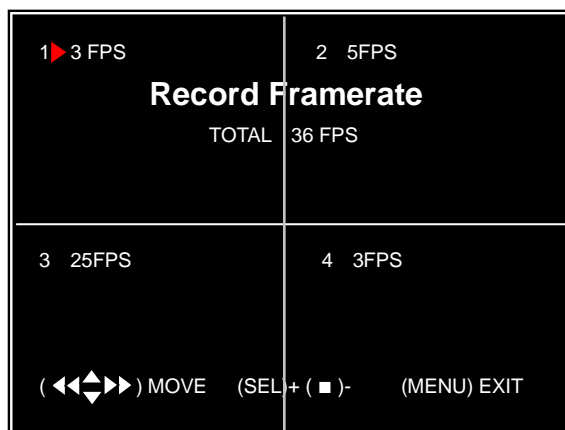 1 3 FPS 2 5FPS
Record Framerate
TOTAL 36 FPS
3 25FPS 4 3FPS
( ◀◀▲▼▶▶ ) MOVE (SEL)+ ( ■ )- (MENU) EXIT